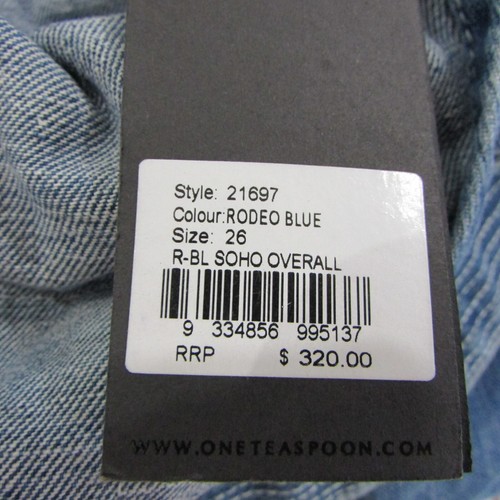 Style: 21697
Colour:RODEO BLUE
Size: 26
R-BL SOHO OVERALL
9 334856 995137
RRP $ 320.00
WWW.ONETEASPOON.COM